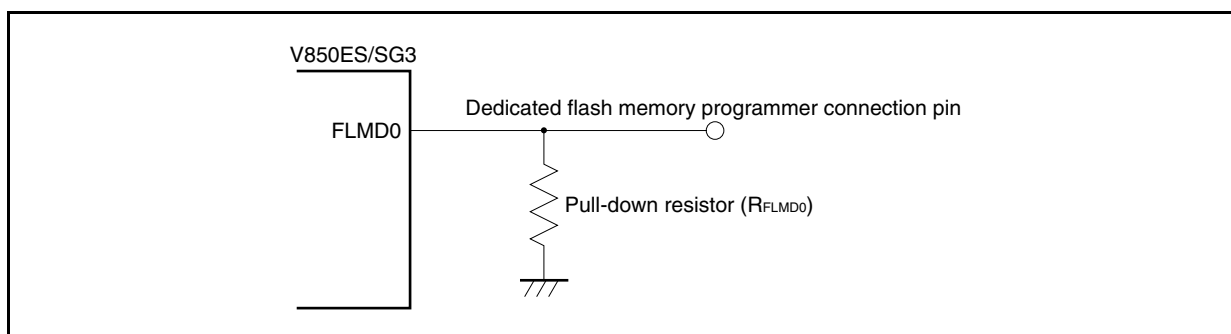 V850ES/SG3
Dedicated flash memory programmer connection pin
FLMD0
Pull-down resistor (RFLMD0)